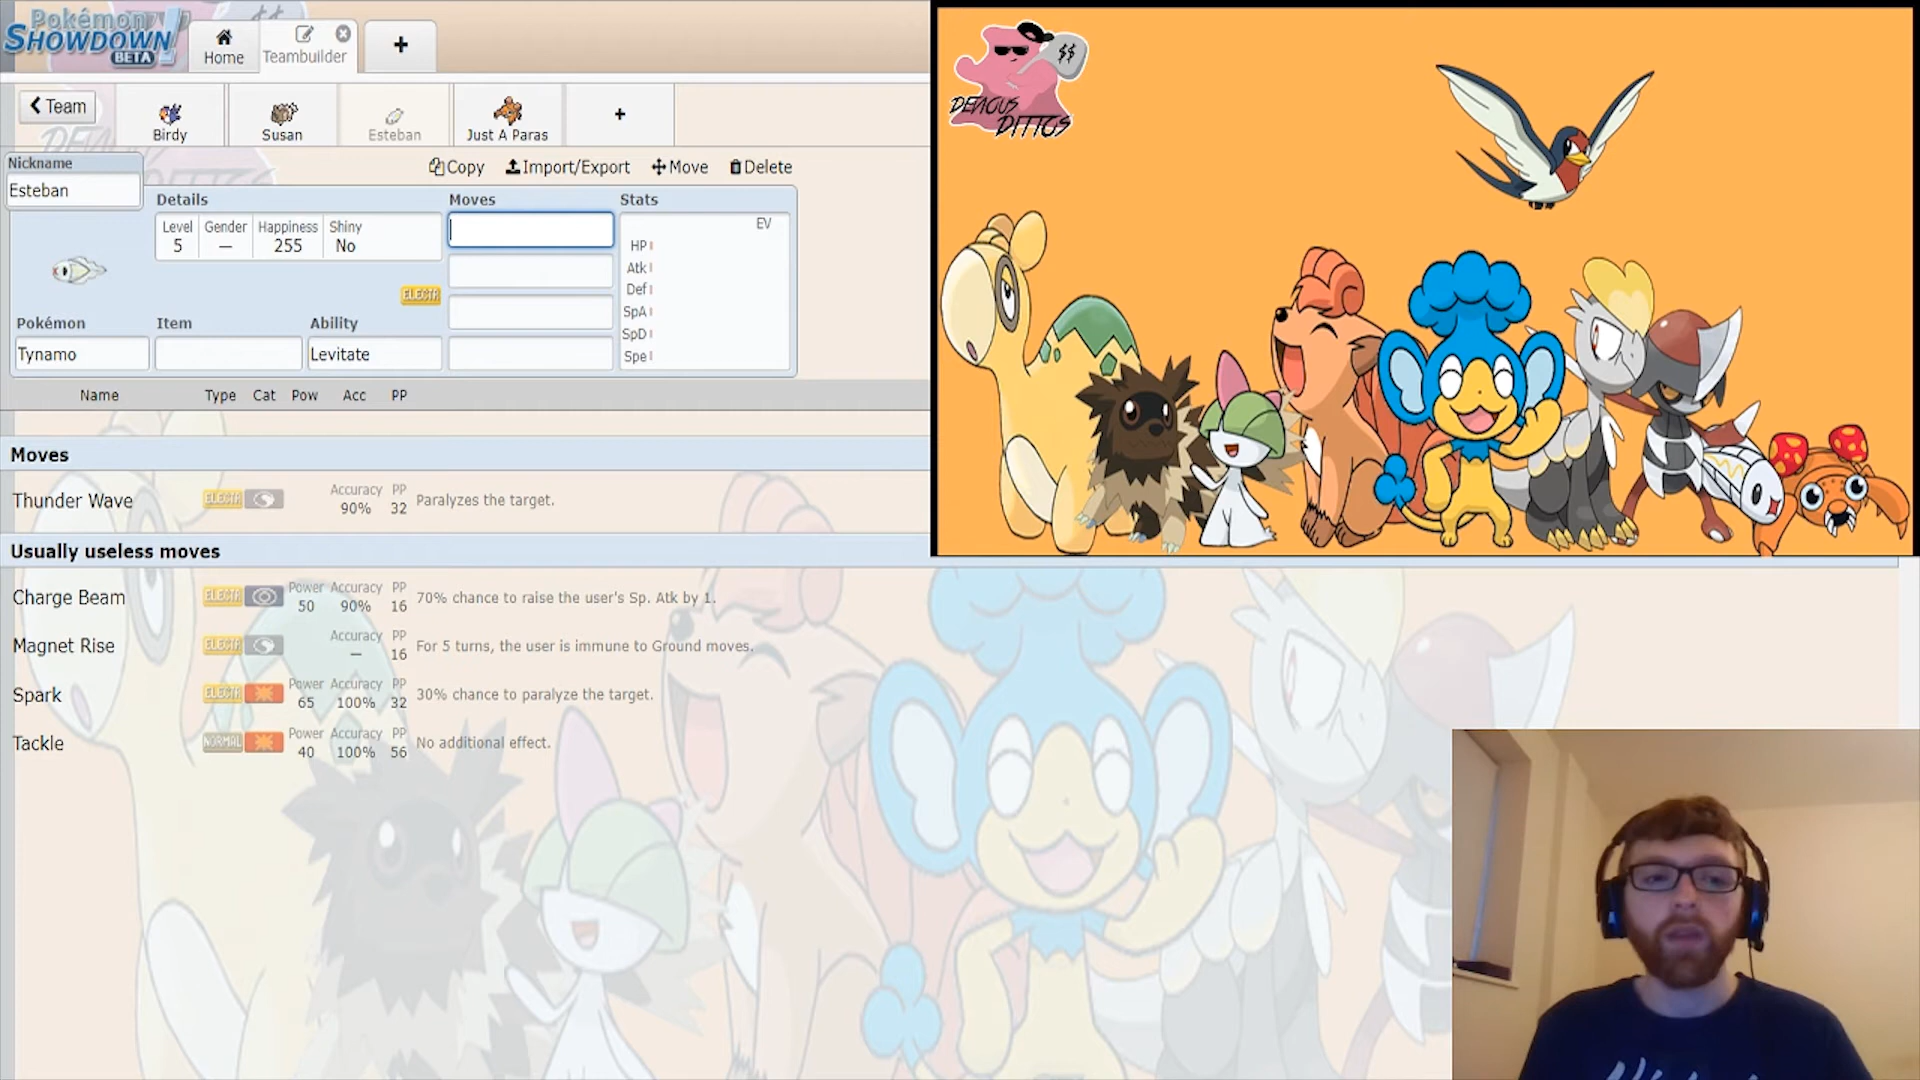 Pokémon
SHOWDOWN!
BETA
Home
Teambuilder
+
Team
Birdy
Susan
Esteban
Just A Paras
+
Nickname
Esteban
Copy
Import/Export
Move
Delete
Details
Moves
Stats
Level
5
Gender
—
Happiness
255
Shiny
No
EV
HP
Atk
Def
SpA
SpD
Spe
ELECTR
Pokémon
Tynamo
Item
Ability
Levitate
Name Type Cat Pow Acc PP
Moves
Thunder Wave ELECTR Accuracy 90% PP 32 Paralyzes the target.
Usually useless moves
Charge Beam ELECTR Power 50 Accuracy 90% PP 16 70% chance to raise the user's Sp. Atk by 1.
Magnet Rise ELECTR Accuracy — PP 16 For 5 turns, the user is immune to Ground moves.
Spark ELECTR Power 65 Accuracy 100% PP 32 30% chance to paralyze the target.
Tackle NORMAL Power 40 Accuracy 100% PP 56 No additional effect.
$$
DEVIOUS
DITTOS